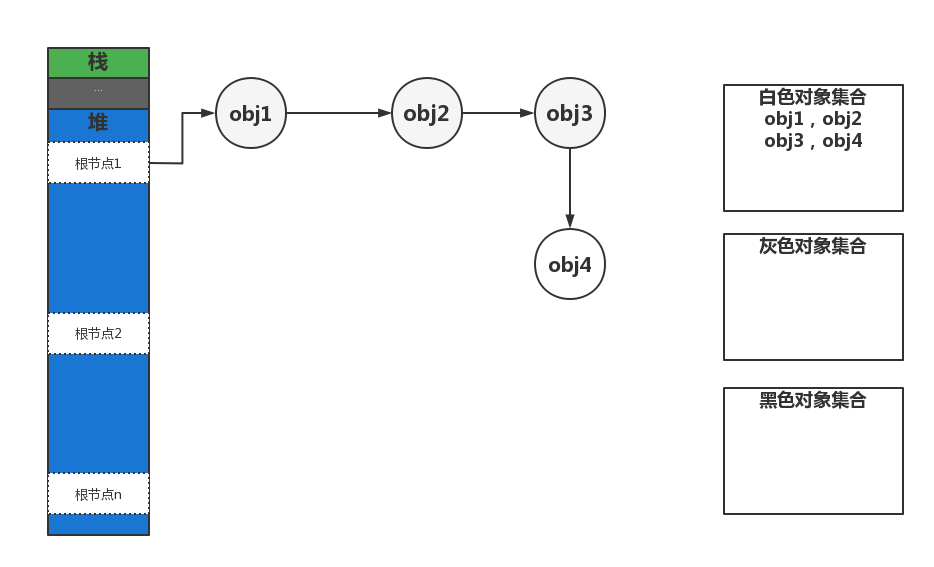 栈
...
堆
根节点1
根节点2
根节点n
obj1
obj2
obj3
obj4
白色对象集合
obj1，obj2
obj3，obj4
灰色对象集合
黑色对象集合